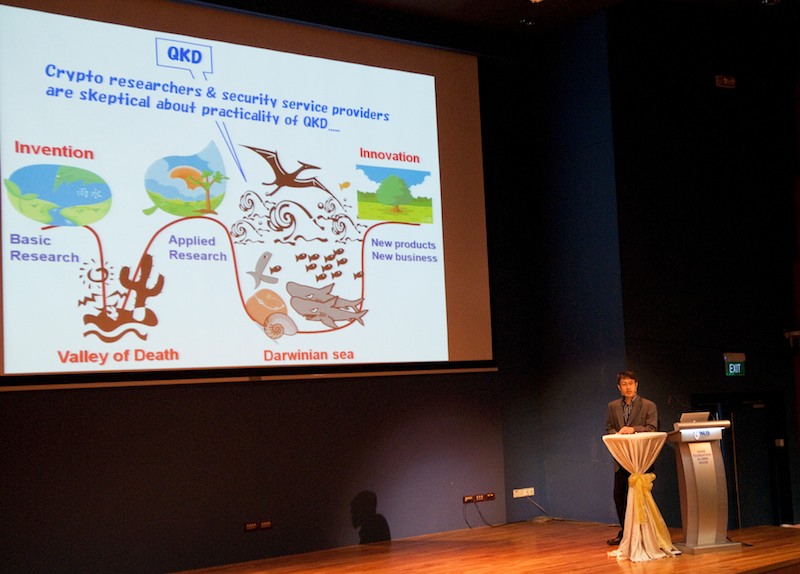 QKD
Crypto researchers & security service providers
are skeptical about practicality of QKD.....
Invention
Innovation
雨水
Basic
Research
Applied
Research
New products
New business
Valley of Death
Darwinian sea
EXIT